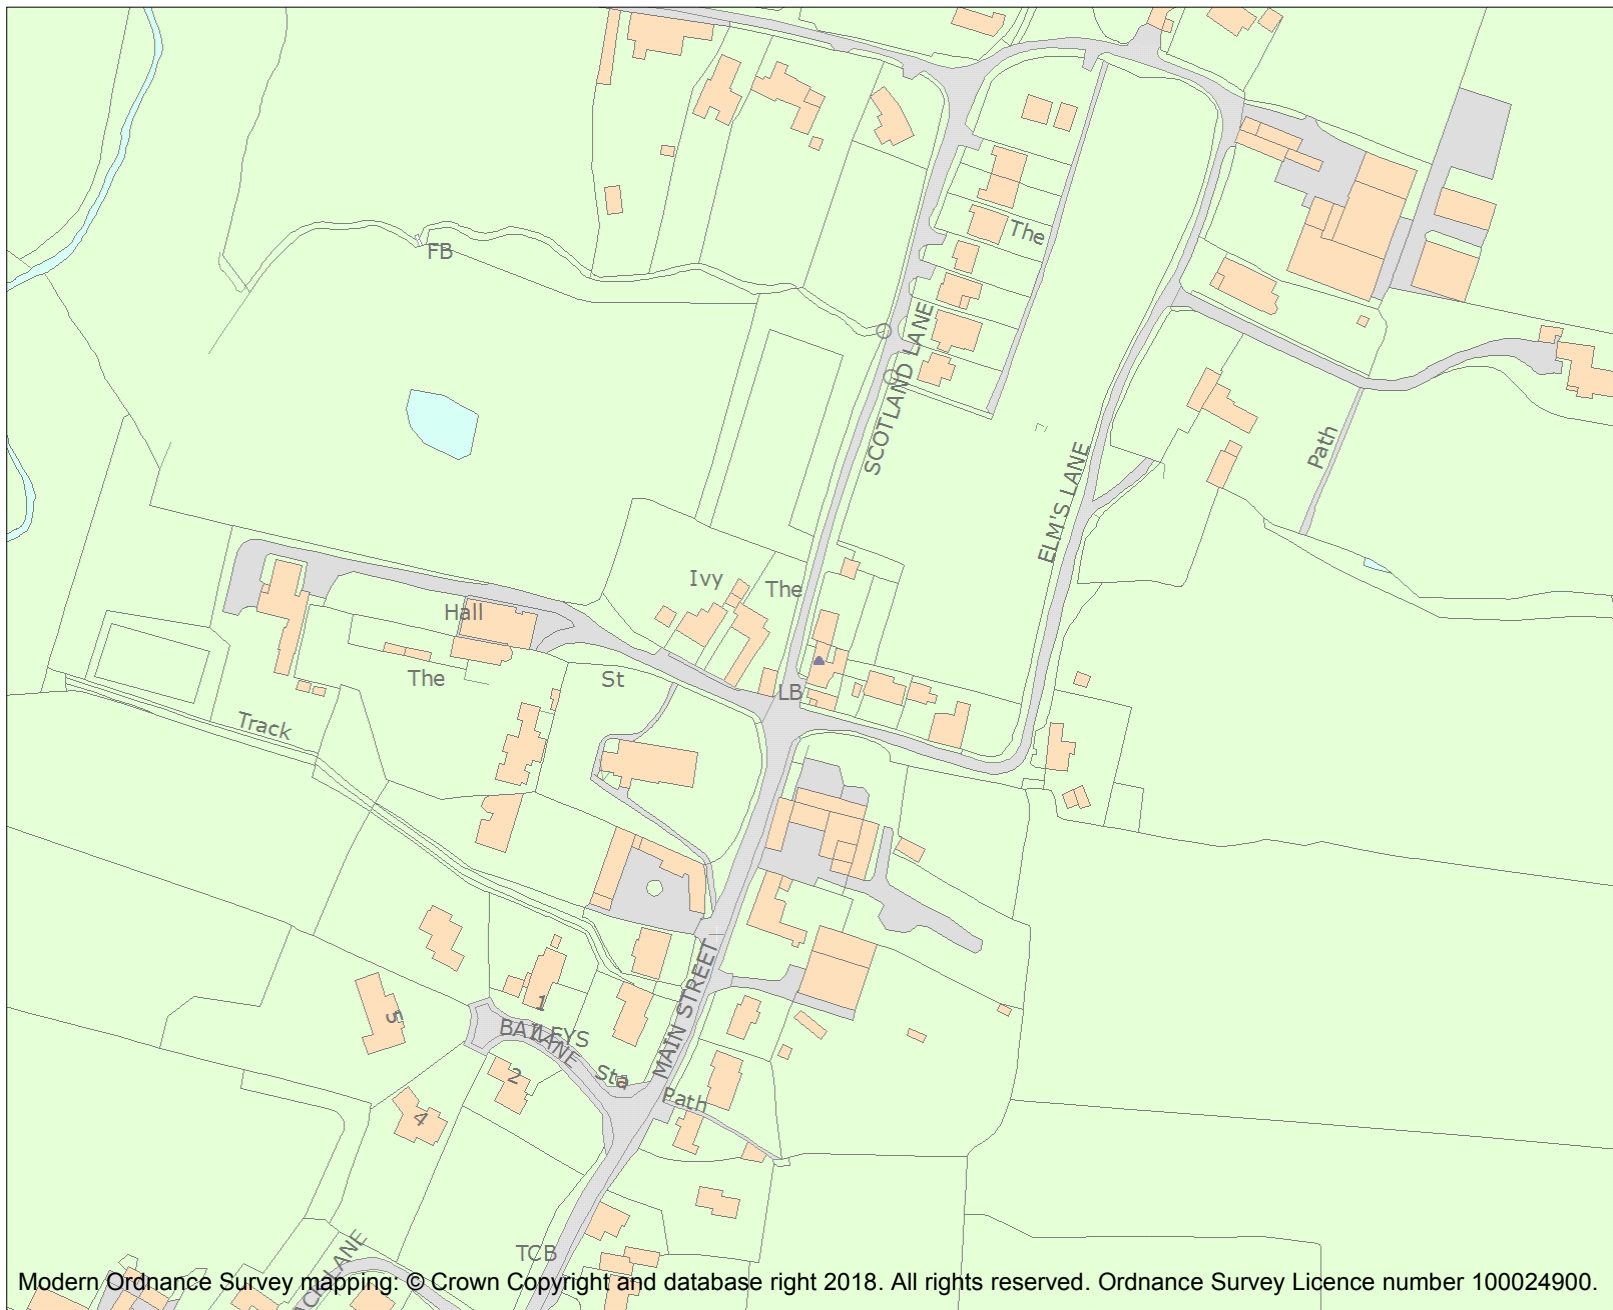 FB
The
SCOTLAND LANE
Path
ELM'S LANE
Ivy
The
Hall
The
St
LB
Track
MAIN STREET
1
5
BAILEYS
LANE
2
Sta
Path
4
TCB
LANE
Modern Ordnance Survey mapping: © Crown Copyright and database right 2018. All rights reserved. Ordnance Survey Licence number 100024900.